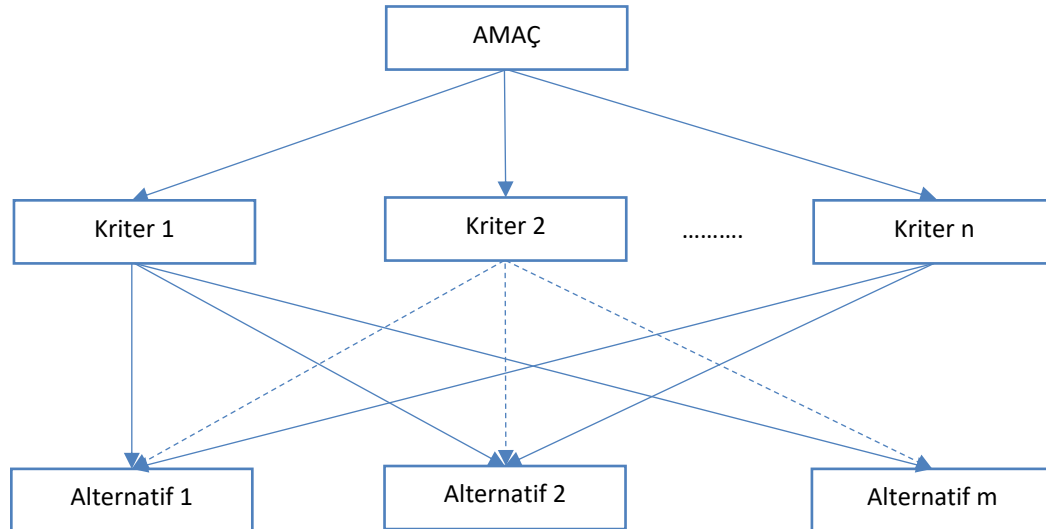 AMAÇ
Kriter 1
Kriter 2
……….
Kriter n
Alternatif 1
Alternatif 2
Alternatif m